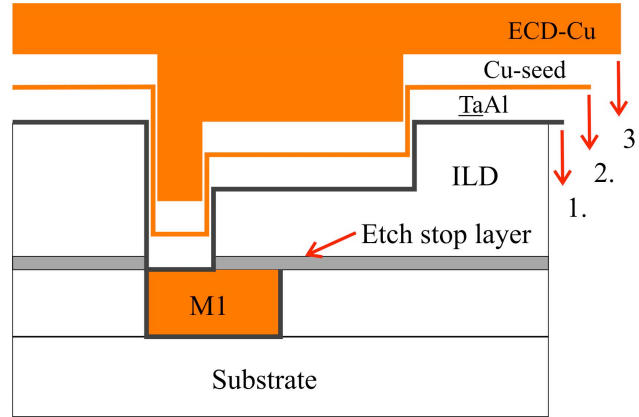 ECD-Cu
Cu-seed
TaAl
3
ILD
2.
1.
Etch stop layer
M1
Substrate